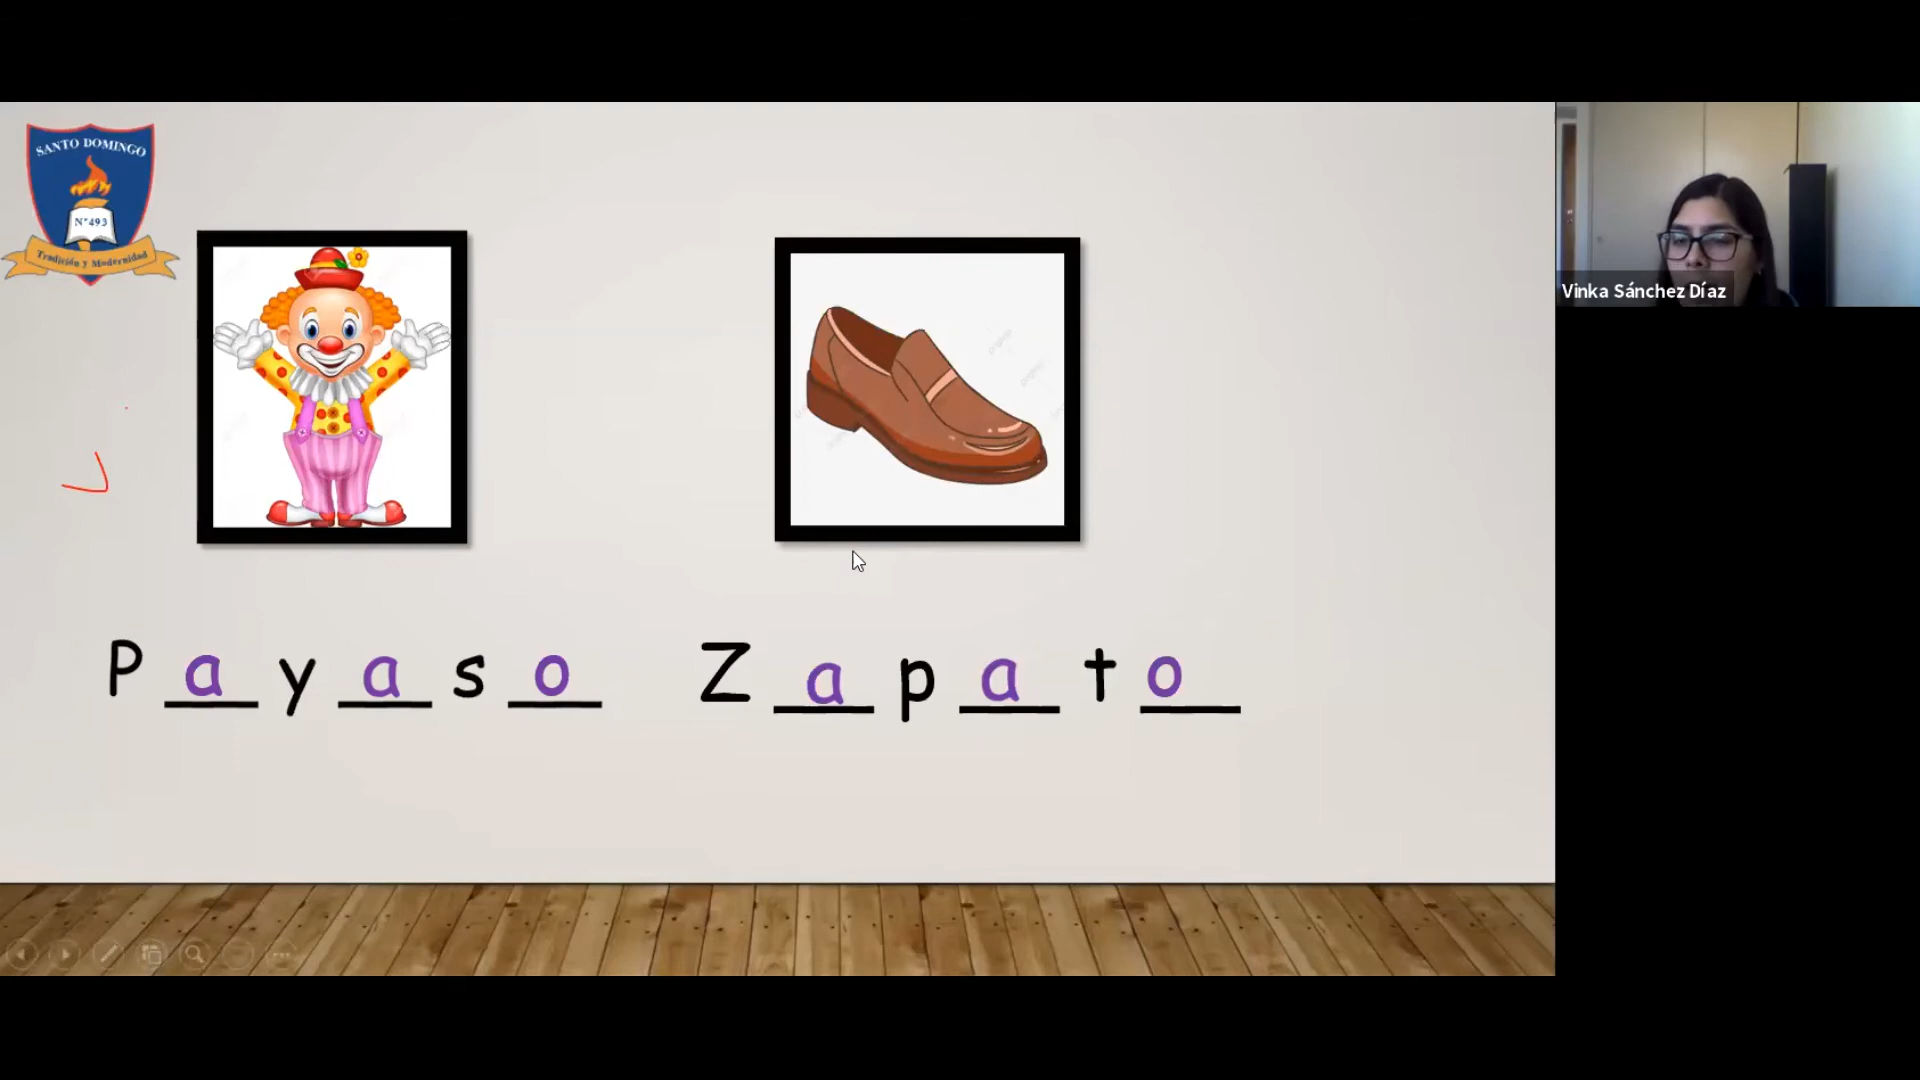 SANTO DOMINGO
N°493
Tradición y Modernidad
Vinka Sánchez Díaz
P a y a s o
Z a p a t o